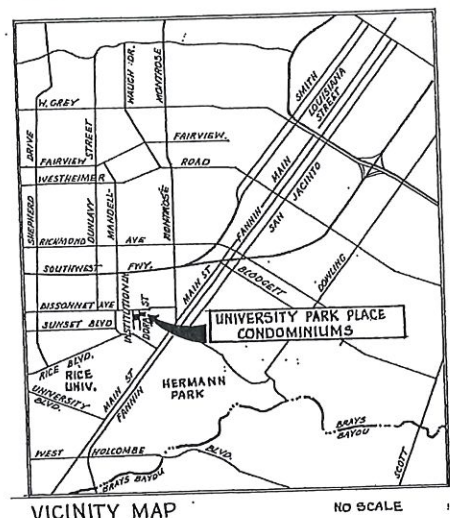 WAUGH DR.
MONTROSE
SMITH
LOUISIANA
STREET
W. GREY
DRIVE
STREET
FAIRVIEW.
FAIRVIEW
ROAD
WESTHEIMER
MAIN
SHEPHERD
DUNLAVY
MANDELL
MONTROSE
FANNIN
SAN JACINTO
RICHMOND AVE
BLODGETT
DOWLING
SOUTHWEST FWY.
MAIN ST
BISSONNET AVE
SUNSET BLVD
DORA ST
UNIVERSITY PARK PLACE
CONDOMINIUMS
RICE BLVD.
RICE
UNIV.
UNIVERSITY
BLVD.
MAIN ST
FANNIN
HERMANN
PARK
BRAYS
BAYOU
WEST HOLCOMBE BLVD.
BRAYS
BAYOU
SCOTT
VICINITY MAP
NO SCALE